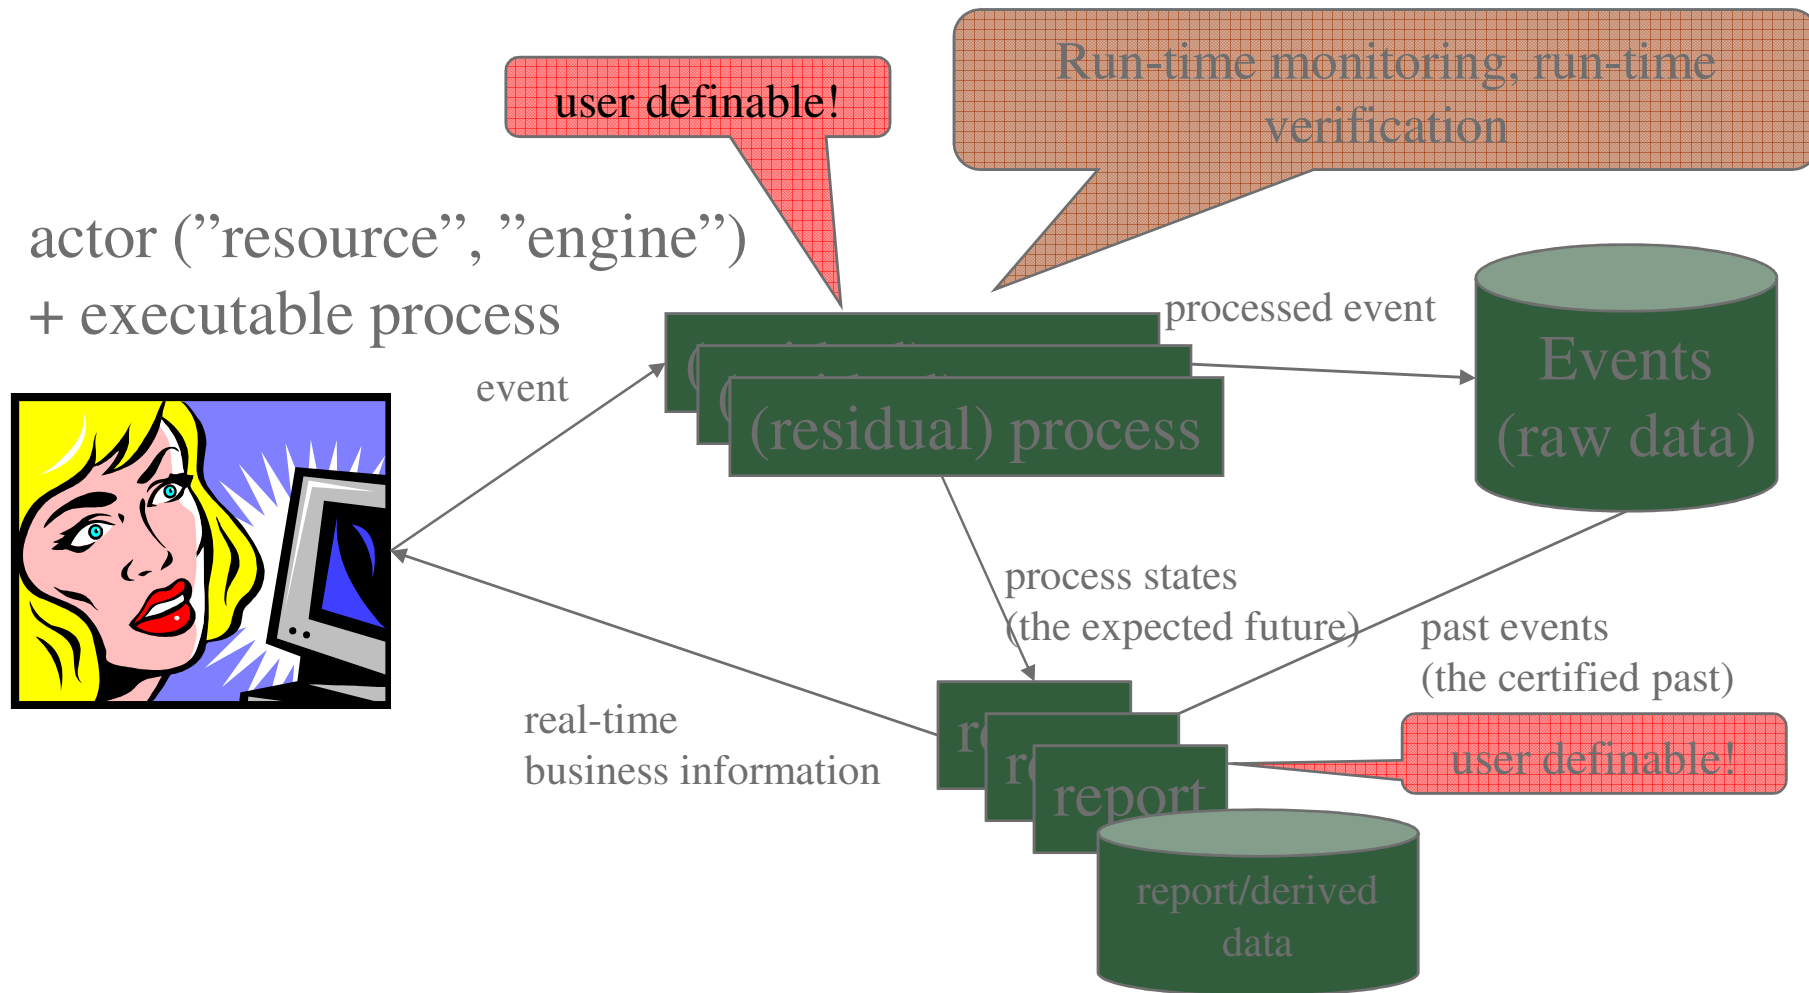 user definable!
Run-time monitoring, run-time
verification
actor (”resource”, ”engine”)
+ executable process
event
processed event
(residual) process
Events
(raw data)
process states
(the expected future)
past events
(the certified past)
real-time
business information
re
re
report
user definable!
report/derived
data